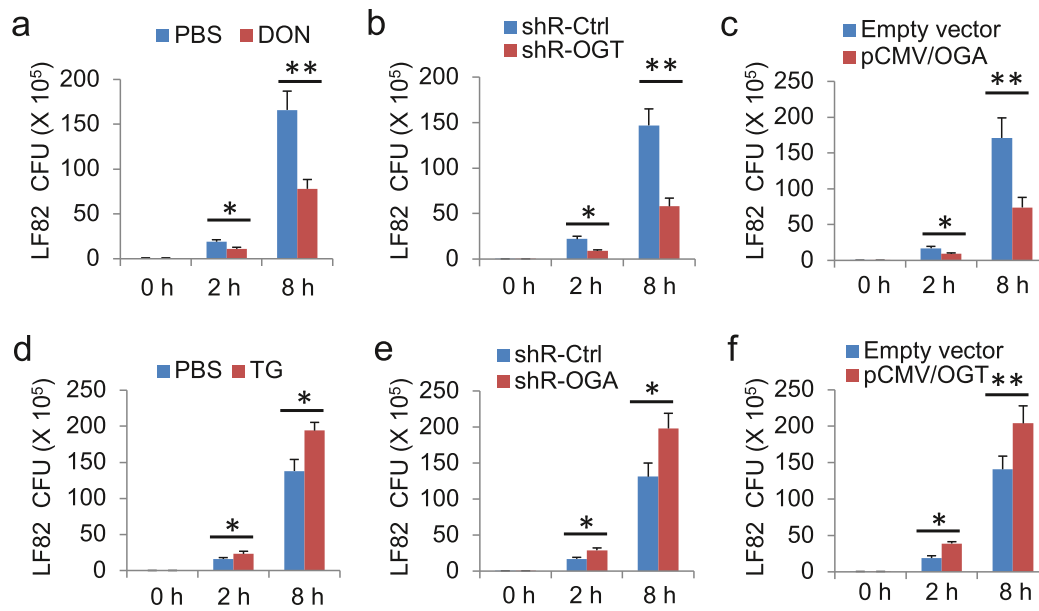 a
PBS DON
LF82 CFU (X 10⁵)
200
150
100
50
0
*
**
0 h 2 h 8 h
b
shR-Ctrl
shR-OGT
LF82 CFU (X 10⁵)
200
150
100
50
0
*
**
0 h 2 h 8 h
c
Empty vector
pCMV/OGA
LF82 CFU (X 10⁵)
250
200
150
100
50
0
*
**
0 h 2 h 8 h
d
PBS TG
LF82 CFU (X 10⁵)
250
200
150
100
50
0
*
*
0 h 2 h 8 h
e
shR-Ctrl
shR-OGA
LF82 CFU (X 10⁵)
250
200
150
100
50
0
*
*
0 h 2 h 8 h
f
Empty vector
pCMV/OGT
LF82 CFU (X 10⁵)
250
200
150
100
50
0
*
**
0 h 2 h 8 h